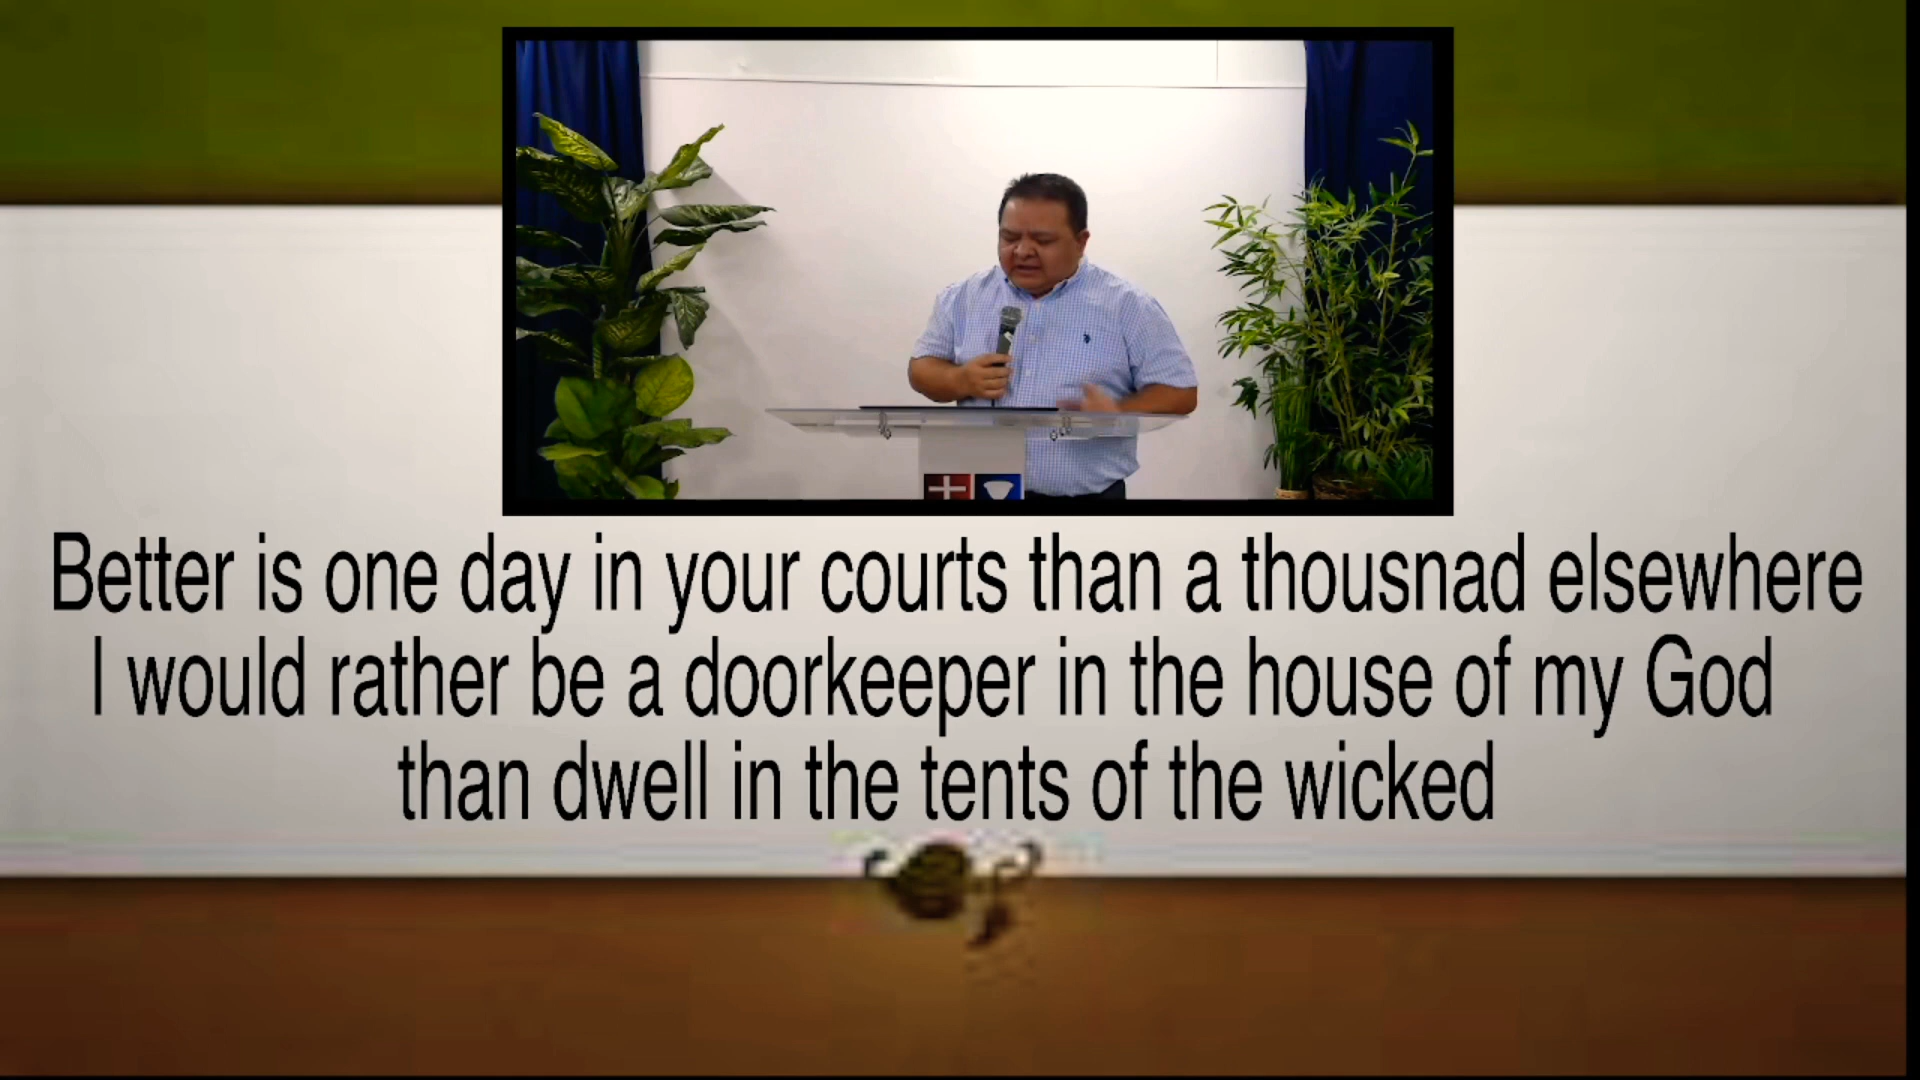 Better is one day in your courts than a thousnad elsewhere
I would rather be a doorkeeper in the house of my God
than dwell in the tents of the wicked